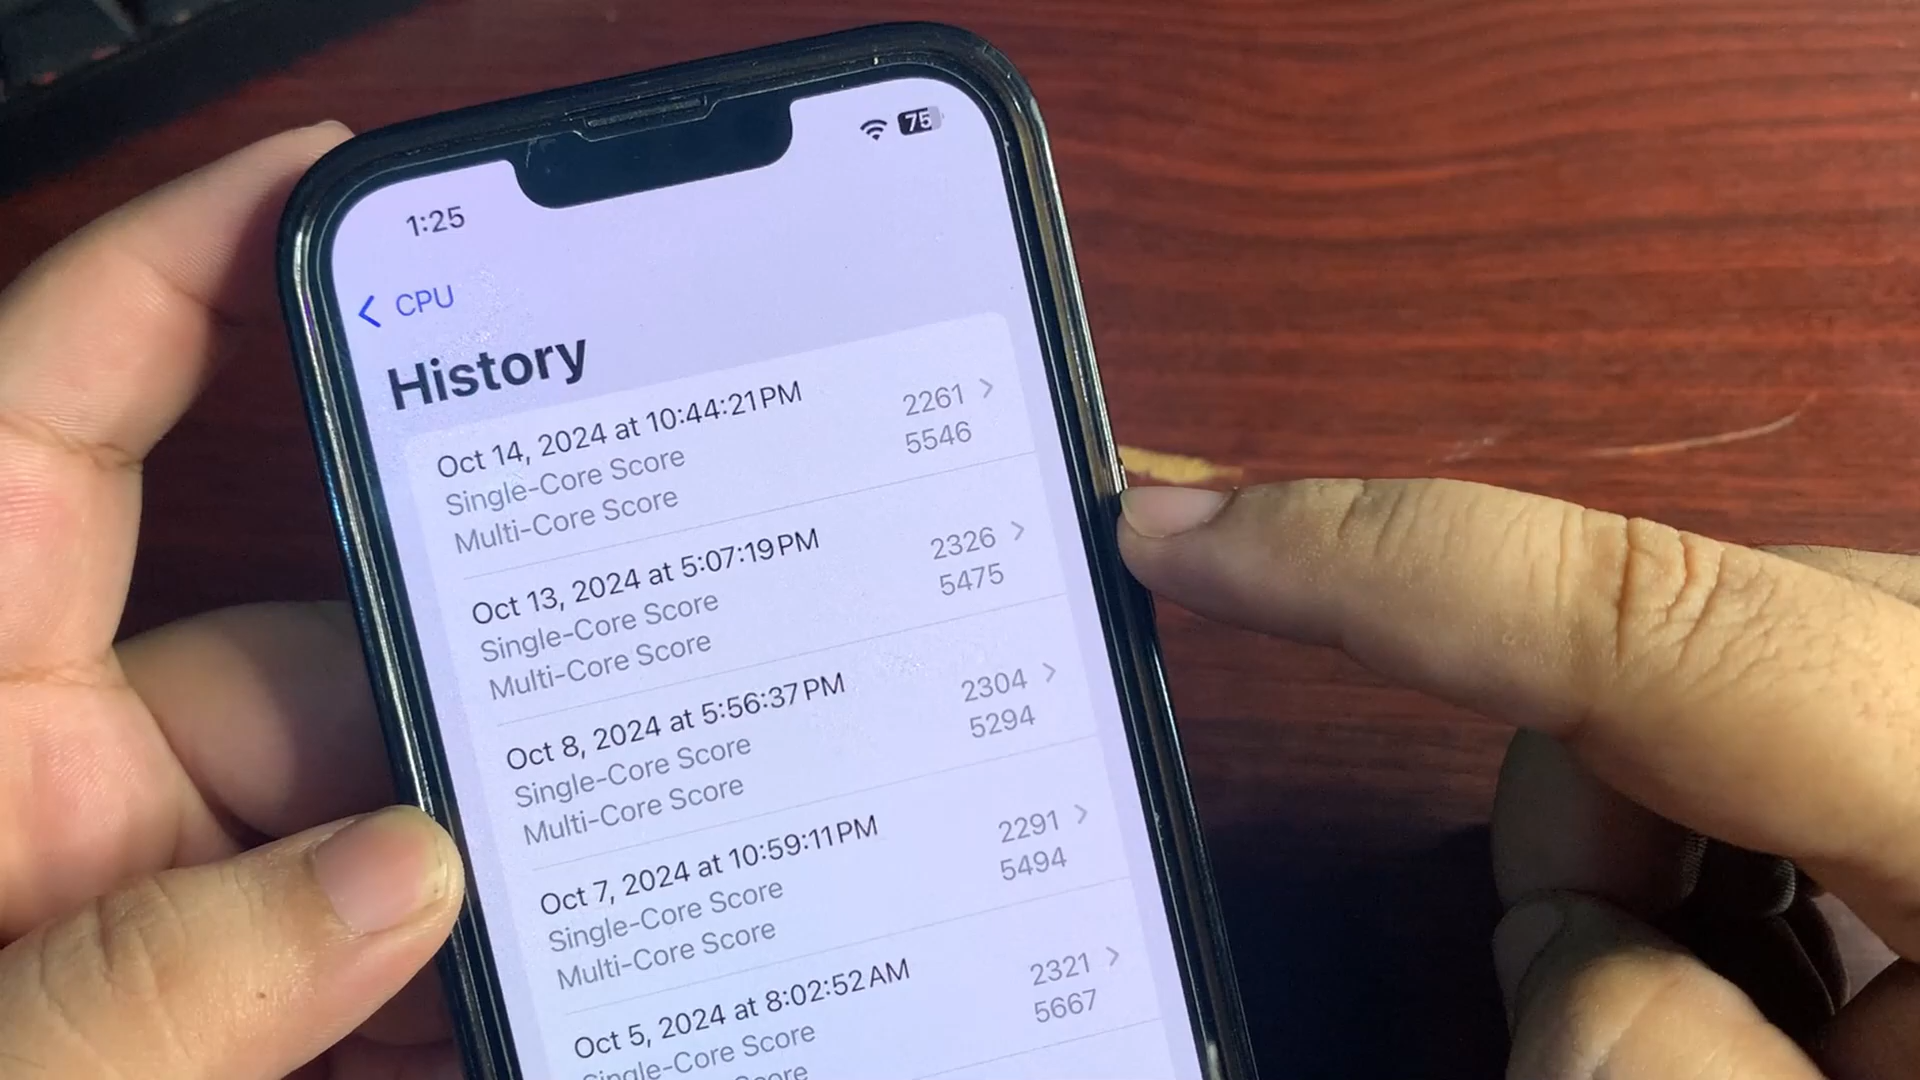 1:25
75
CPU
History
Oct 14, 2024 at 10:44:21 PM
Single-Core Score 2261
Multi-Core Score 5546
Oct 13, 2024 at 5:07:19 PM
Single-Core Score 2326
Multi-Core Score 5475
Oct 8, 2024 at 5:56:37 PM
Single-Core Score 2304
Multi-Core Score 5294
Oct 7, 2024 at 10:59:11 PM
Single-Core Score 2291
Multi-Core Score 5494
Oct 5, 2024 at 8:02:52 AM
Single-Core Score 2321
5667